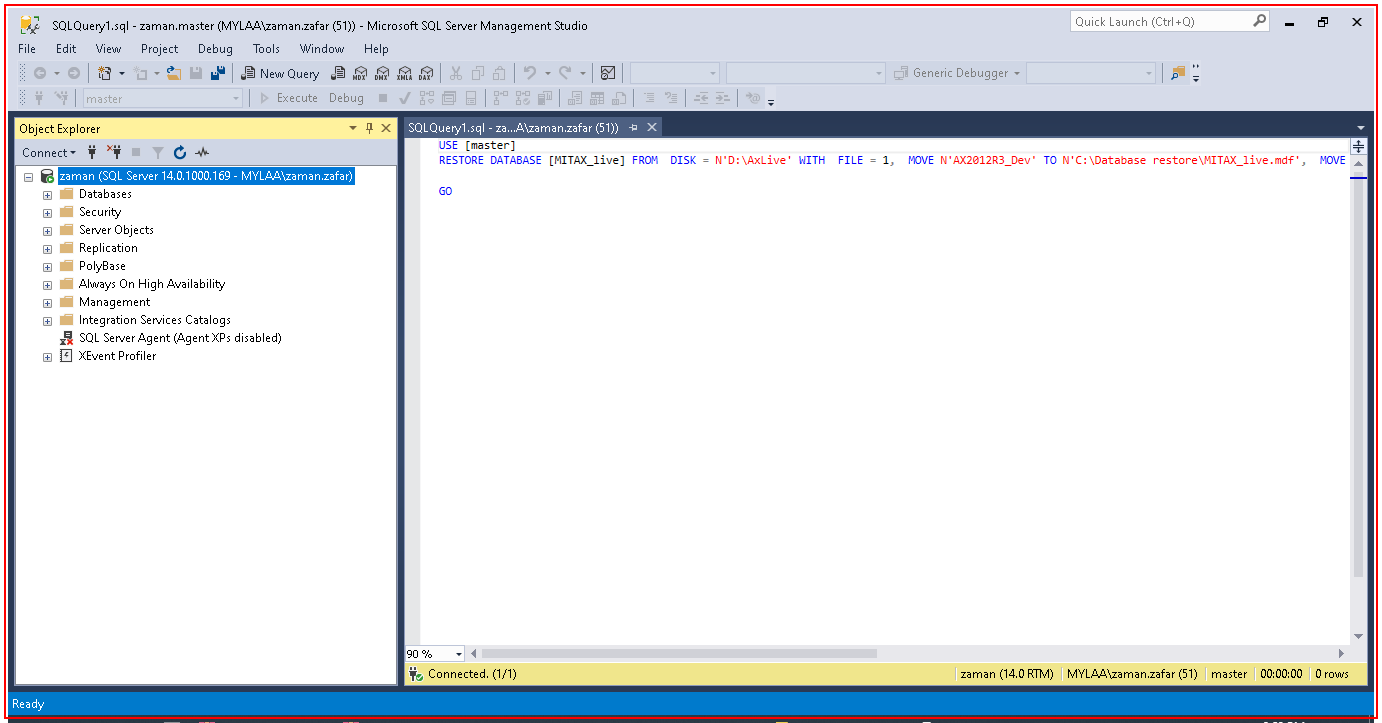 SQLQuery1.sql - zaman.master (MYLAA\zaman.zafar (51)) - Microsoft SQL Server Management Studio
Quick Launch (Ctrl+Q)
File Edit View Project Debug Tools Window Help
New Query MDX DMX XMLA DAX Generic Debugger
master Execute Debug
Object Explorer
Connect
zaman (SQL Server 14.0.1000.169 - MYLAA\zaman.zafar)
Databases
Security
Server Objects
Replication
PolyBase
Always On High Availability
Management
Integration Services Catalogs
SQL Server Agent (Agent XPs disabled)
XEvent Profiler
SQLQuery1.sql - za...A\zaman.zafar (51))
USE [master]
RESTORE DATABASE [MITAX_live] FROM  DISK = N'D:\AxLive' WITH  FILE = 1,  MOVE N'AX2012R3_Dev' TO N'C:\Database restore\MITAX_live.mdf',  MOVE
GO
90 %
Connected. (1/1)
zaman (14.0 RTM) MYLAA\zaman.zafar (51) master 00:00:00 0 rows
Ready